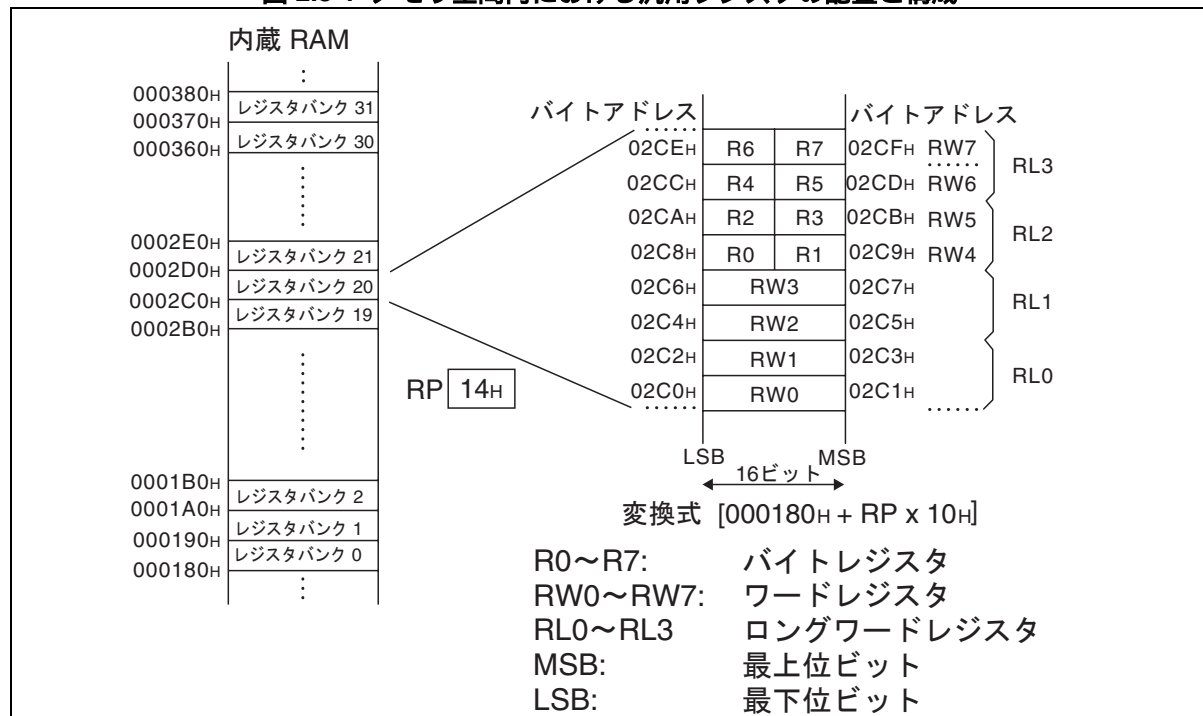 内蔵 RAM
000380H
レジスタバンク 31
000370H
レジスタバンク 30
000360H
0002E0H
レジスタバンク 21
0002D0H
レジスタバンク 20
0002C0H
レジスタバンク 19
0002B0H
0001B0H
レジスタバンク 2
0001A0H
レジスタバンク 1
000190H
レジスタバンク 0
000180H
RP 14H
バイトアドレス バイトアドレス
02CEH R6 R7 02CFH RW7
RL3
02CCH R4 R5 02CDH RW6
02CAH R2 R3 02CBH RW5
RL2
02C8H R0 R1 02C9H RW4
02C6H RW3 02C7H
RL1
02C4H RW2 02C5H
02C2H RW1 02C3H
RL0
02C0H RW0 02C1H
LSB MSB
16ビット
変換式 [000180H + RP x 10H]
R0～R7: バイトレジスタ
RW0～RW7: ワードレジスタ
RL0～RL3 ロングワードレジスタ
MSB: 最上位ビット
LSB: 最下位ビット